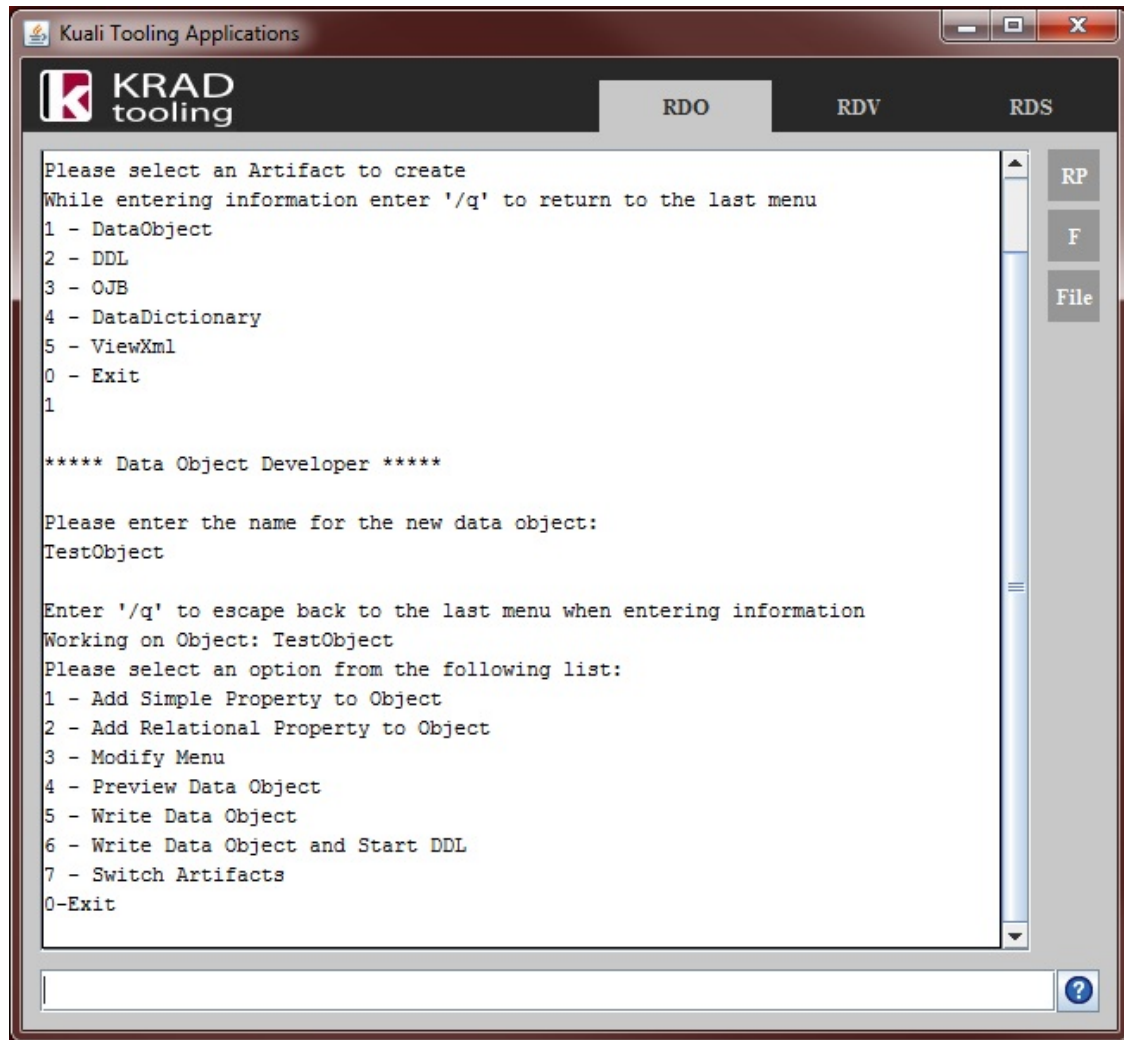 Kuali Tooling Applications
KRAD
tooling
RDO
RDV
RDS
Please select an Artifact to create
While entering information enter '/q' to return to the last menu
1 - DataObject
2 - DDL
3 - OJB
4 - DataDictionary
5 - ViewXml
0 - Exit
1
***** Data Object Developer *****
Please enter the name for the new data object:
TestObject
Enter '/q' to escape back to the last menu when entering information
Working on Object: TestObject
Please select an option from the following list:
1 - Add Simple Property to Object
2 - Add Relational Property to Object
3 - Modify Menu
4 - Preview Data Object
5 - Write Data Object
6 - Write Data Object and Start DDL
7 - Switch Artifacts
0-Exit
RP
F
File
?